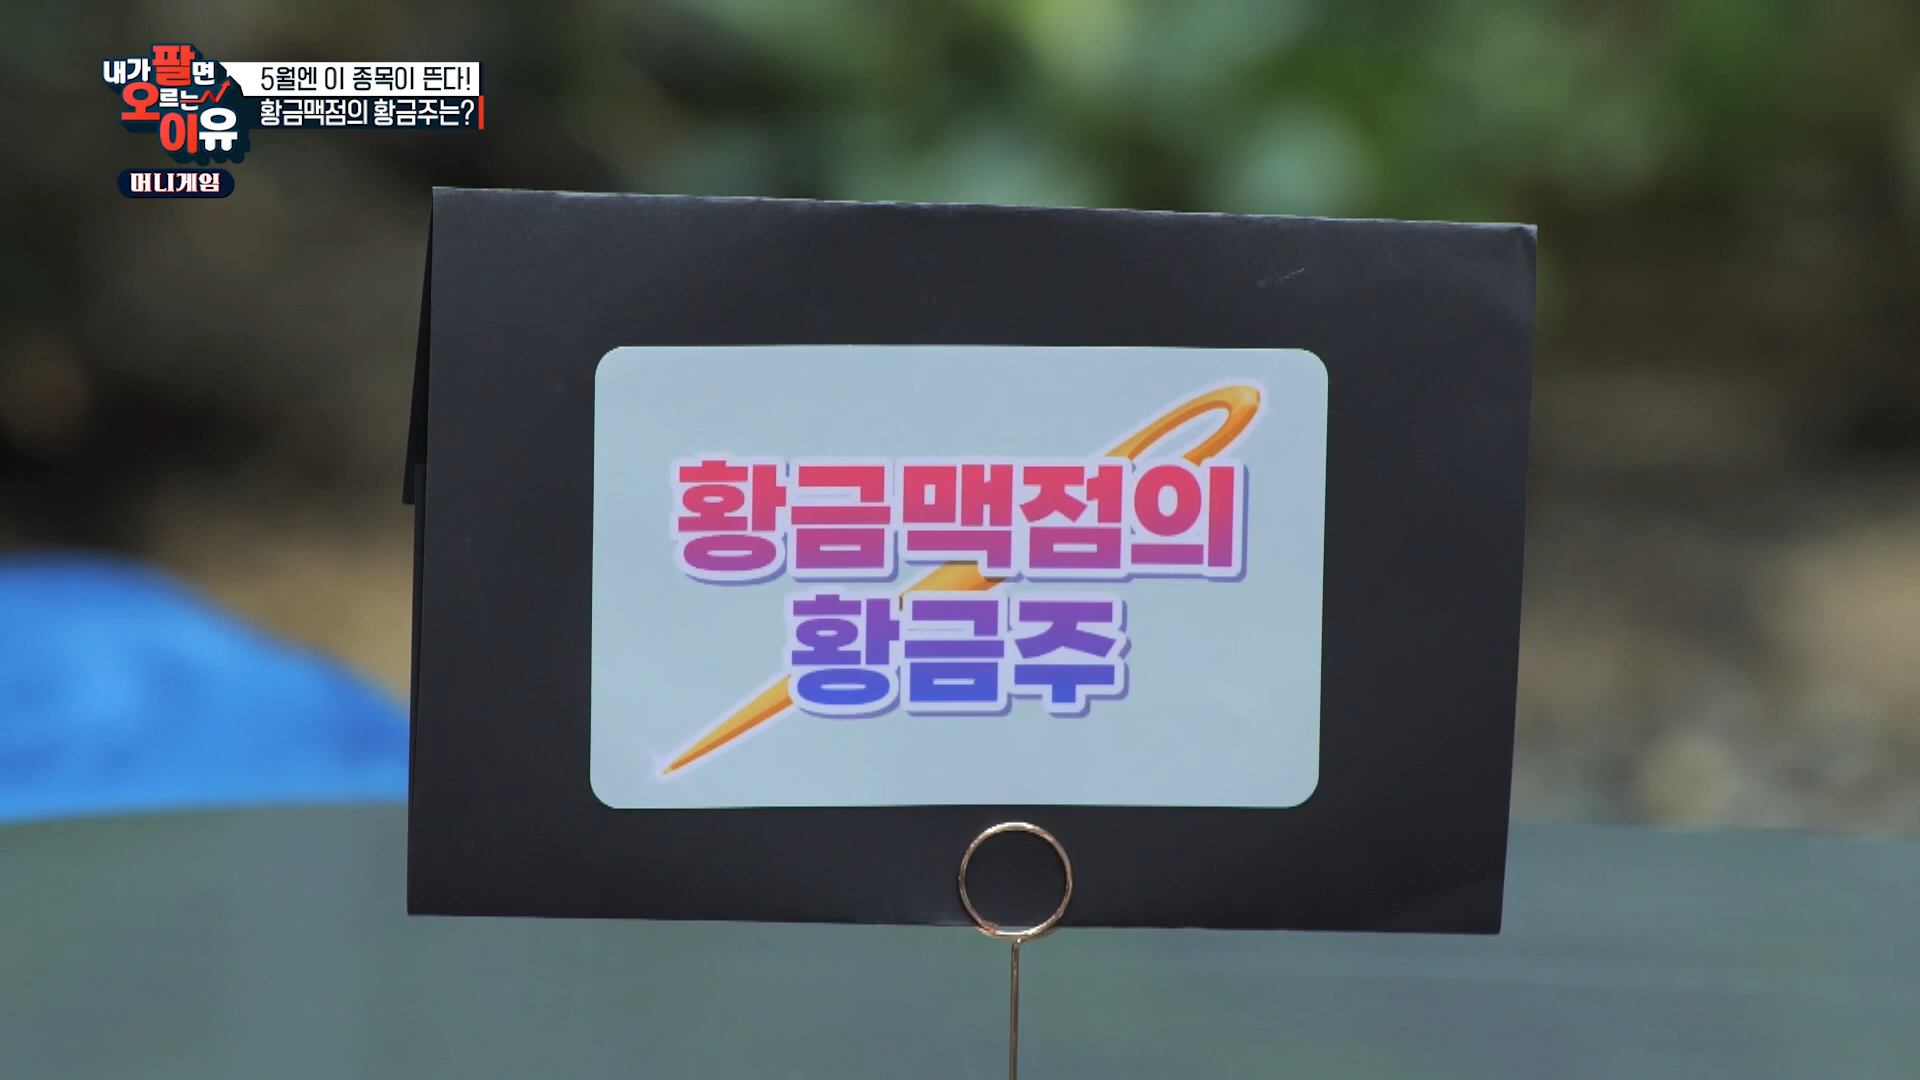 내가 팔면
오르는
이유
머니게임
5월엔 이 종목이 뜬다!
황금맥점의 황금주는?
황금맥점의
황금주